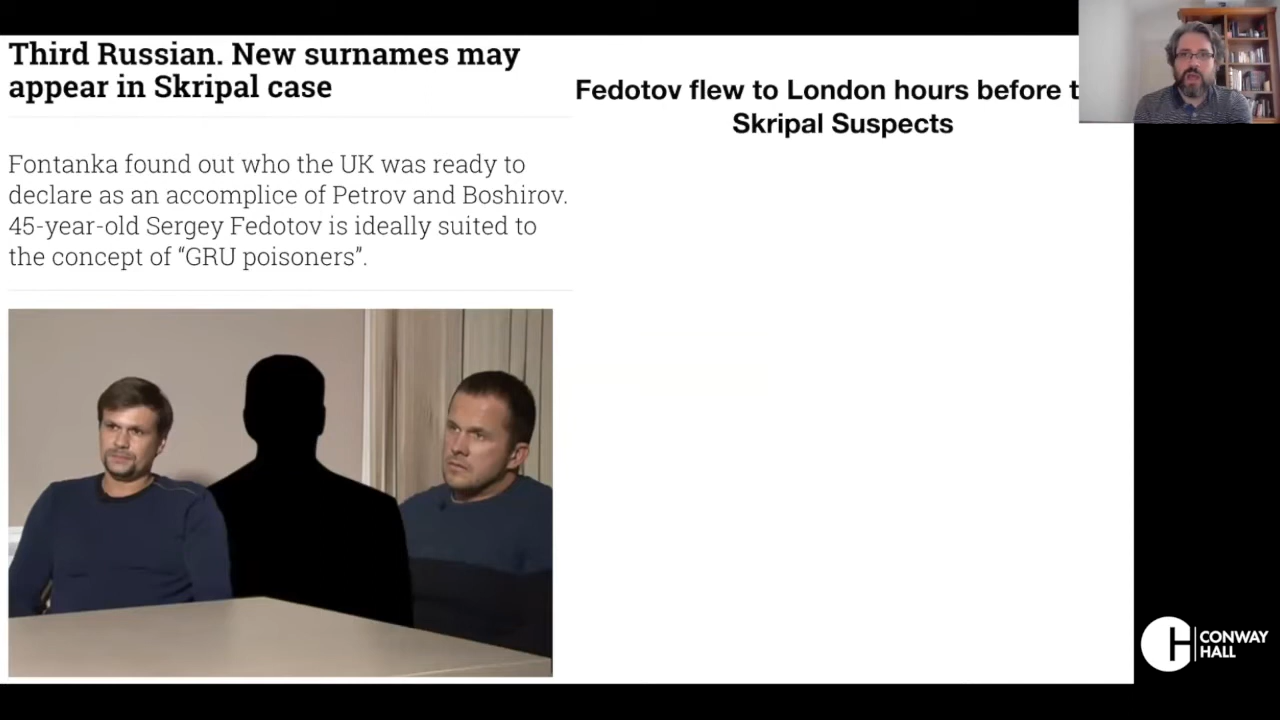 Third Russian. New surnames may
appear in Skripal case
Fontanka found out who the UK was ready to
declare as an accomplice of Petrov and Boshirov.
45-year-old Sergey Fedotov is ideally suited to
the concept of “GRU poisoners”.
Fedotov flew to London hours before t
Skripal Suspects
CONWAY
HALL